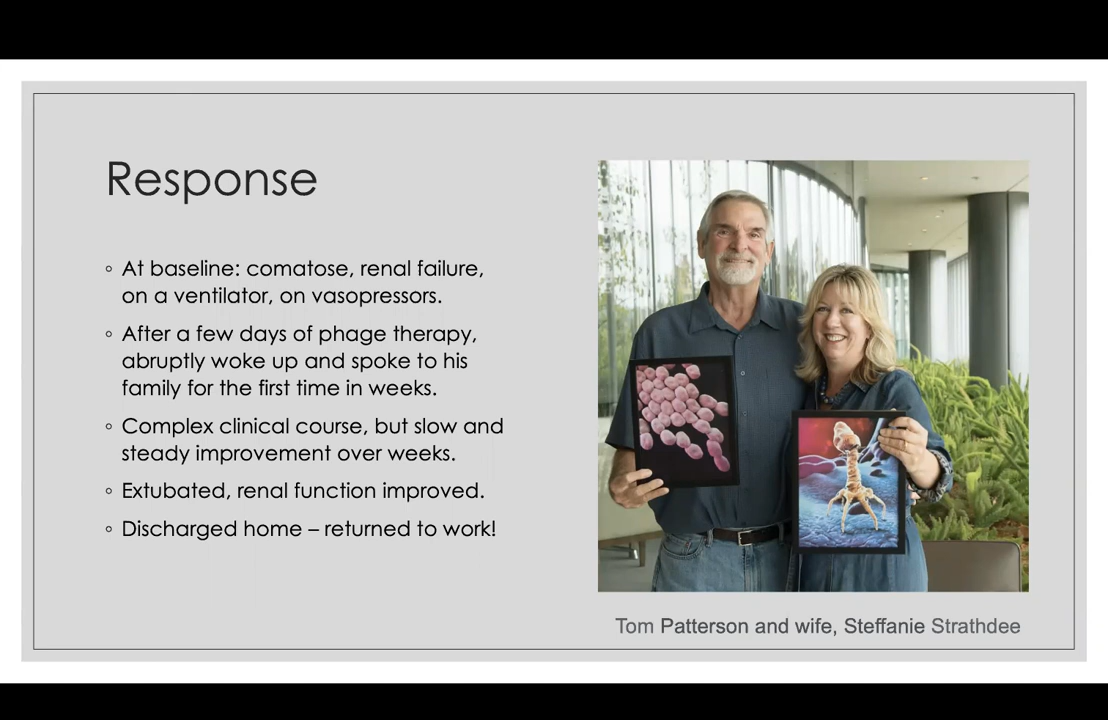 Response
◦ At baseline: comatose, renal failure,
on a ventilator, on vasopressors.
◦ After a few days of phage therapy,
abruptly woke up and spoke to his
family for the first time in weeks.
◦ Complex clinical course, but slow and
steady improvement over weeks.
◦ Extubated, renal function improved.
◦ Discharged home – returned to work!
Tom Patterson and wife, Steffanie Strathdee